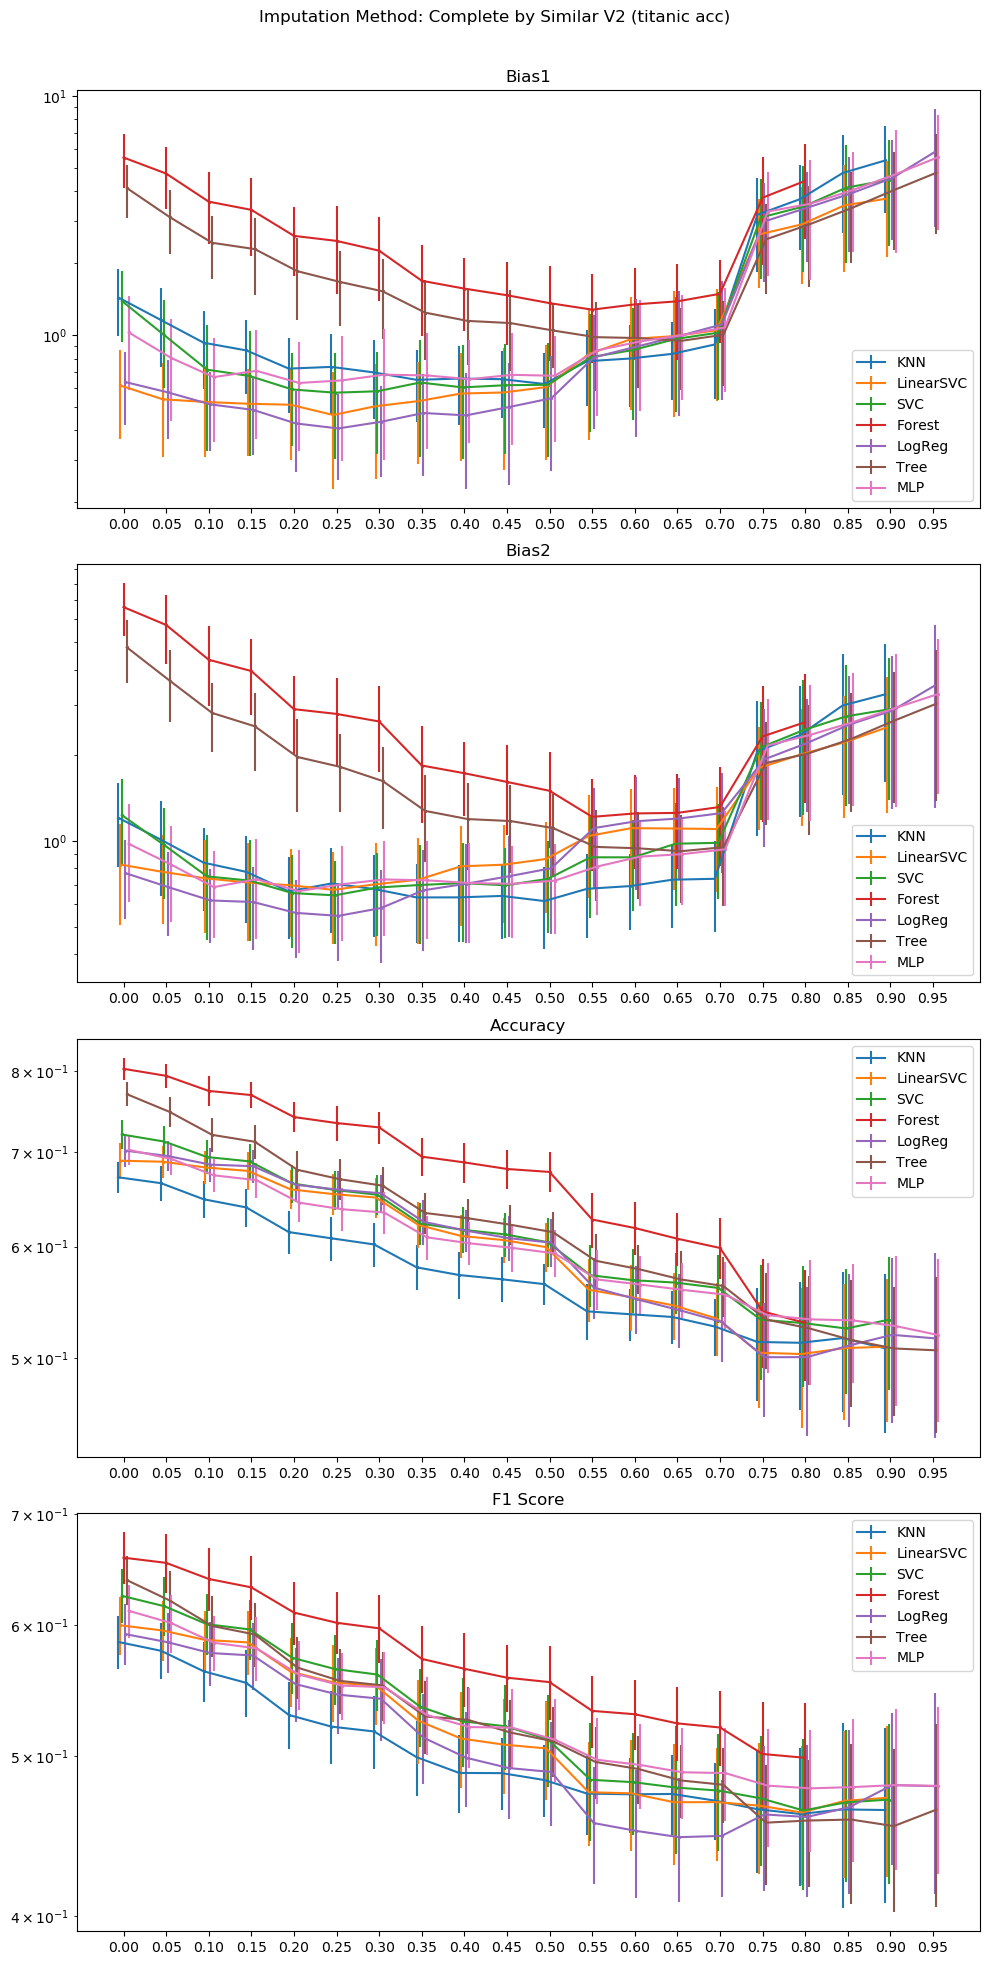 Imputation Method: Complete by Similar V2 (titanic acc)
Bias1
10^1
10^0
KNN
LinearSVC
SVC
Forest
LogReg
Tree
MLP
0.00 0.05 0.10 0.15 0.20 0.25 0.30 0.35 0.40 0.45 0.50 0.55 0.60 0.65 0.70 0.75 0.80 0.85 0.90 0.95
Bias2
10^0
KNN
LinearSVC
SVC
Forest
LogReg
Tree
MLP
0.00 0.05 0.10 0.15 0.20 0.25 0.30 0.35 0.40 0.45 0.50 0.55 0.60 0.65 0.70 0.75 0.80 0.85 0.90 0.95
Accuracy
8 × 10^-1
7 × 10^-1
6 × 10^-1
5 × 10^-1
KNN
LinearSVC
SVC
Forest
LogReg
Tree
MLP
0.00 0.05 0.10 0.15 0.20 0.25 0.30 0.35 0.40 0.45 0.50 0.55 0.60 0.65 0.70 0.75 0.80 0.85 0.90 0.95
F1 Score
7 × 10^-1
6 × 10^-1
5 × 10^-1
4 × 10^-1
KNN
LinearSVC
SVC
Forest
LogReg
Tree
MLP
0.00 0.05 0.10 0.15 0.20 0.25 0.30 0.35 0.40 0.45 0.50 0.55 0.60 0.65 0.70 0.75 0.80 0.85 0.90 0.95